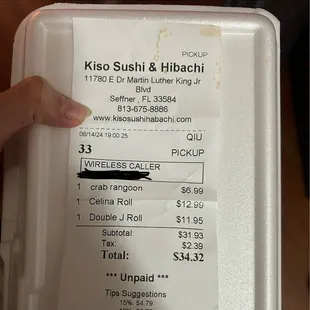 PICKUP
Kiso Sushi & Hibachi
11780 E Dr Martin Luther King Jr
Blvd
Seffner , FL 33584
813-675-8886
www.kisosushihabachi.com
06/14/24 19:00:25 QIU
33 PICKUP
WIRELESS CALLER
1 crab rangoon $6.99
1 Celina Roll $12.99
1 Double J Roll $11.95
Subtotal: $31.93
Tax: $2.39
Total: $34.32
*** Unpaid ***
Tips Suggestions
15% $4.79